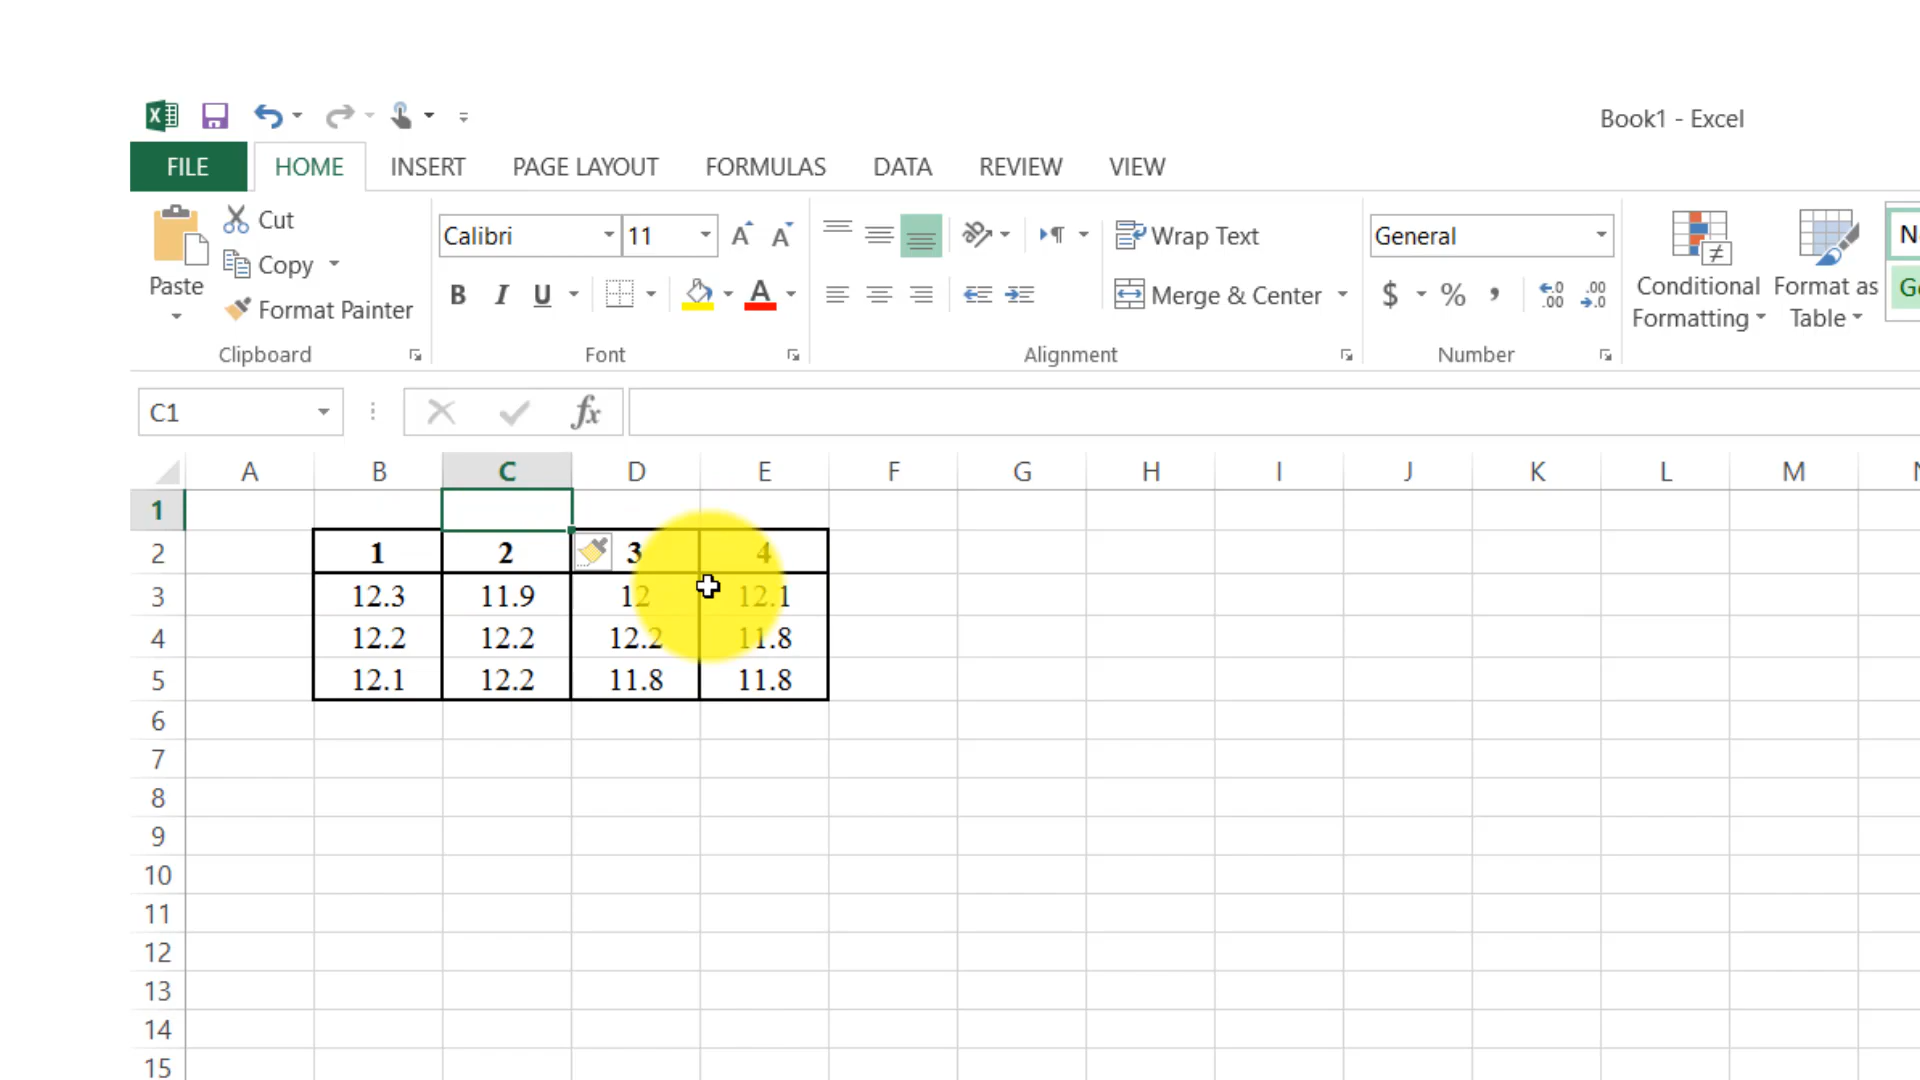 Book1 - Excel
FILE HOME INSERT PAGE LAYOUT FORMULAS DATA REVIEW VIEW
Cut
Copy
Format Painter
Paste
Clipboard
Calibri 11
B I U
Font
Wrap Text
Merge & Center
Alignment
General
$ % ,
Number
Conditional Formatting
Format as Table
C1
fx
A B C D E F G H I J K L M
1
2 1 2 3 4
3 12.3 11.9 12 12.1
4 12.2 12.2 12.2 11.8
5 12.1 12.2 11.8 11.8
6
7
8
9
10
11
12
13
14
15